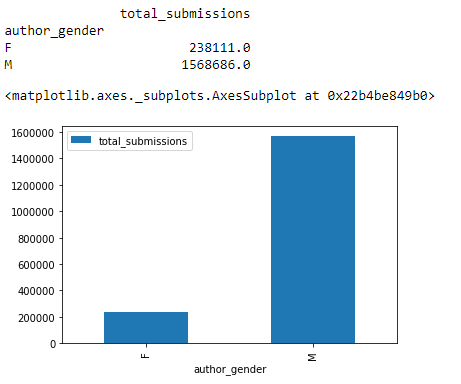 total_submissions
author_gender
F 238111.0
M 1568686.0
<matplotlib.axes._subplots.AxesSubplot at 0x22b4be849b0>
total_submissions
1600000
1400000
1200000
1000000
800000
600000
400000
200000
0
F M
author_gender